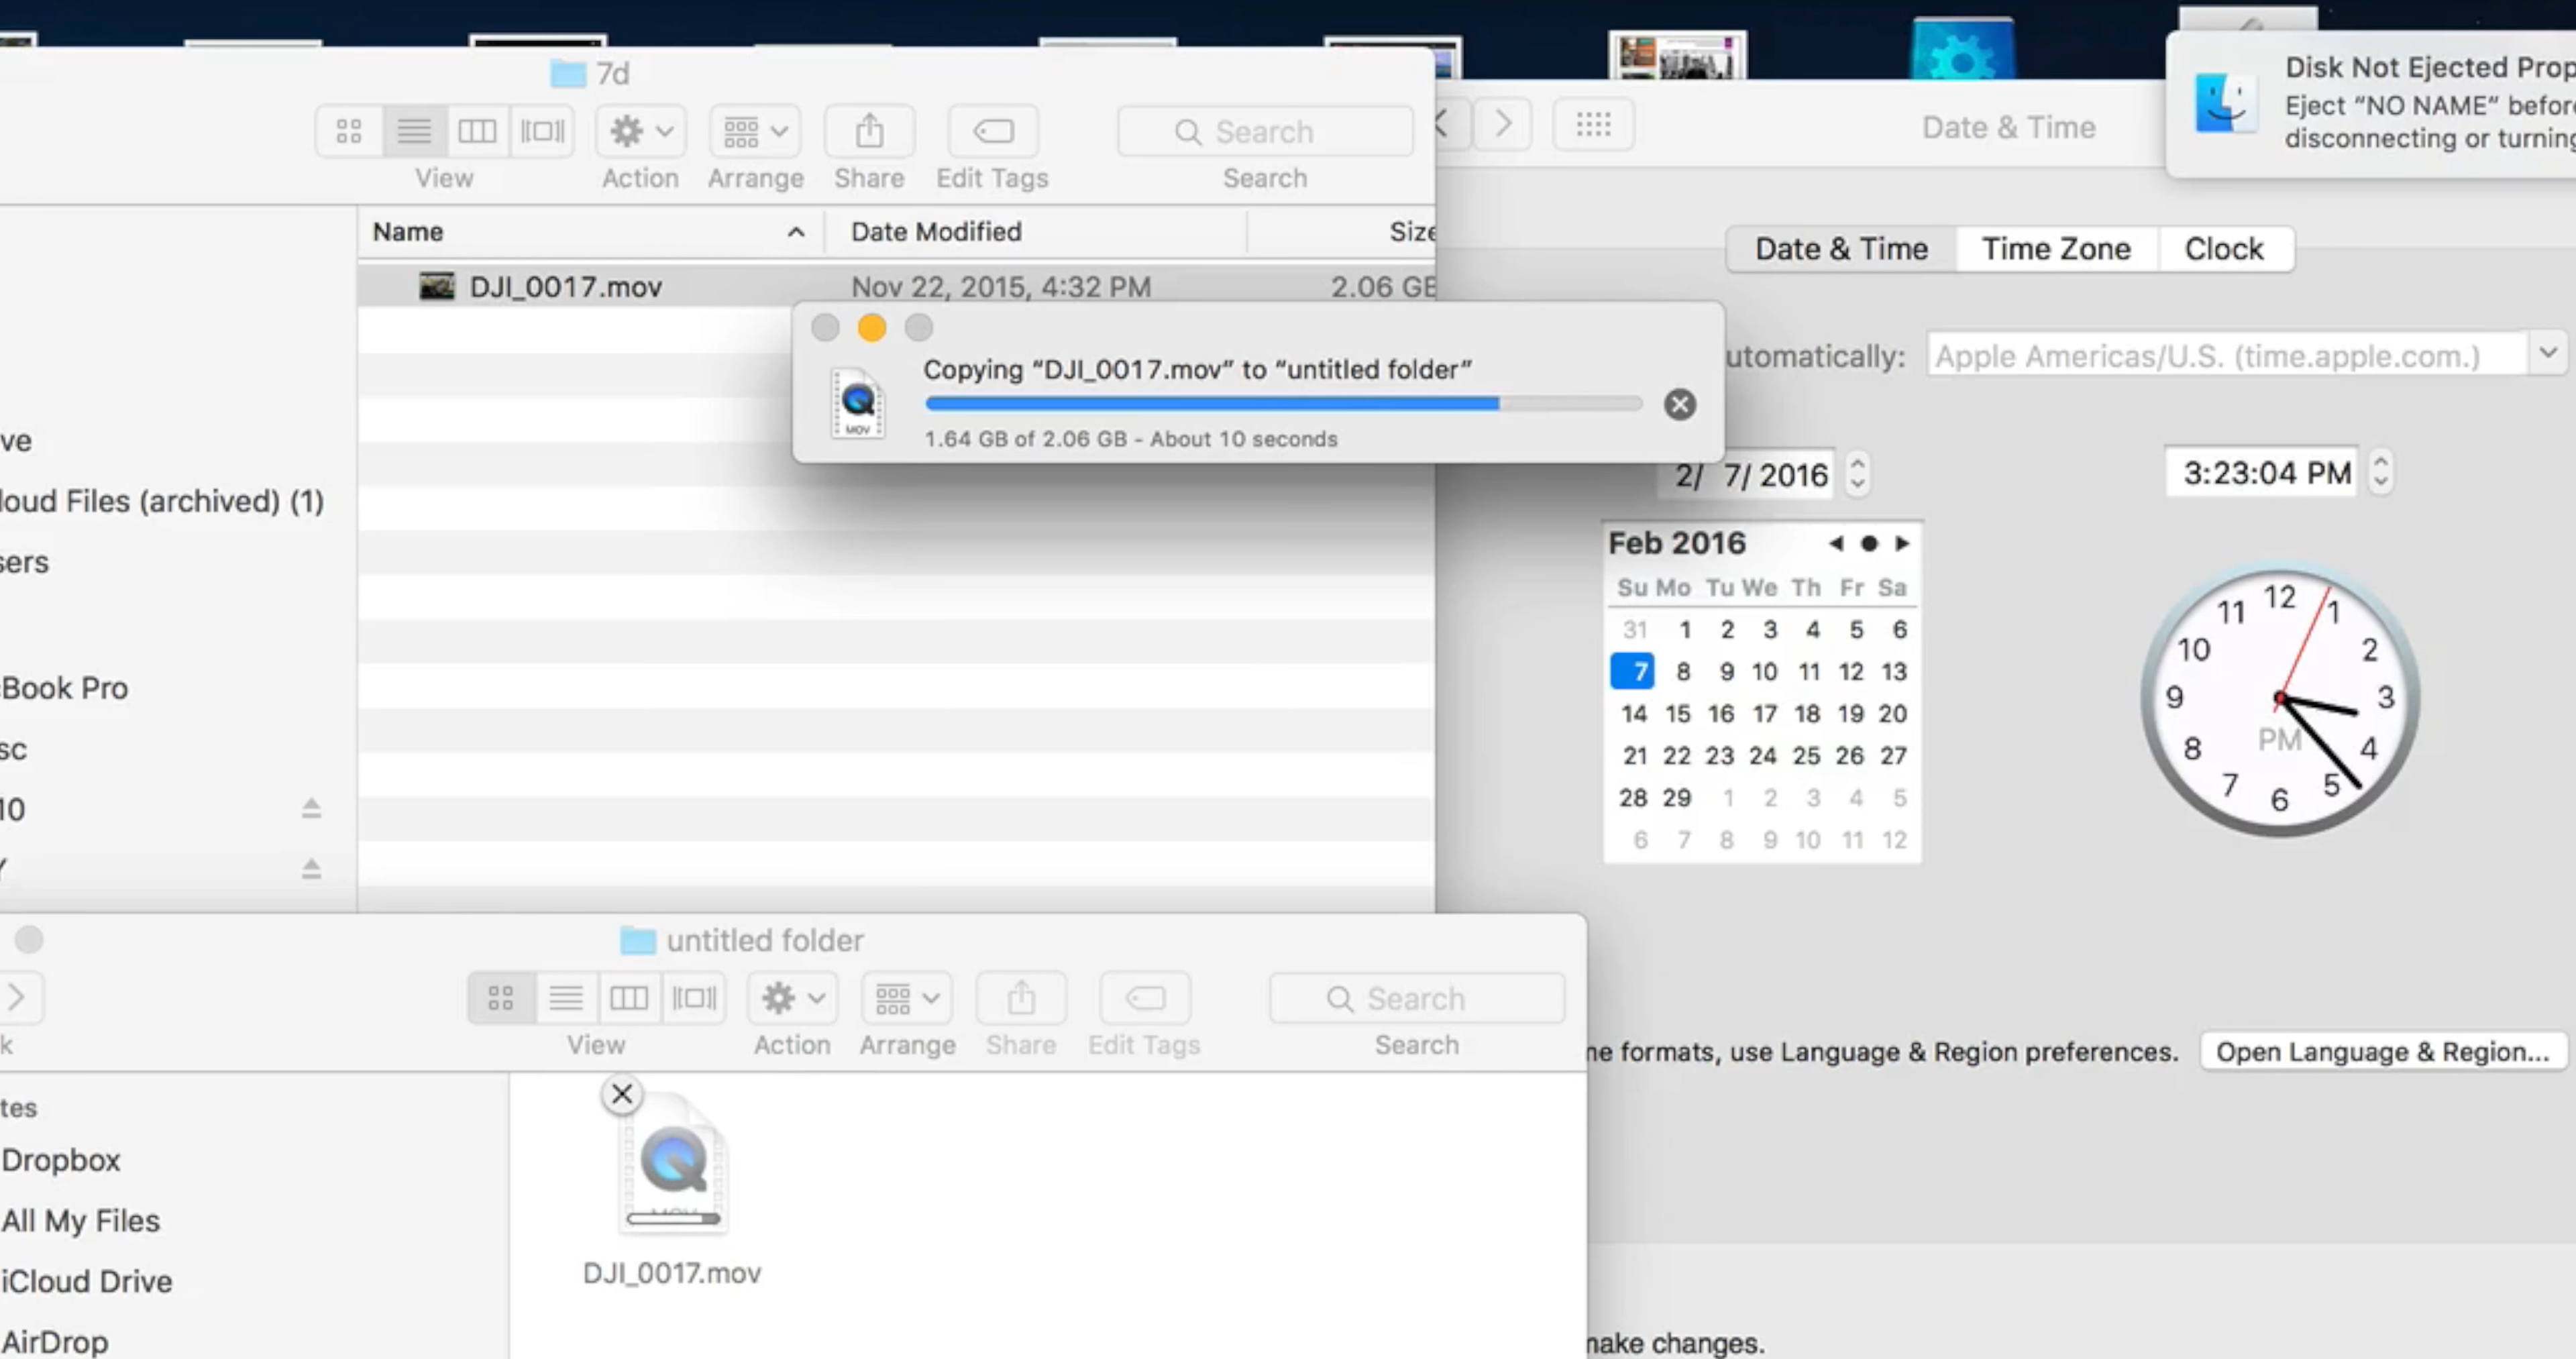 7d
View
Action
Arrange
Share
Edit Tags
Search
Search
Name
Date Modified
Size
DJI_0017.mov
Nov 22, 2015, 4:32 PM
2.06 GB
ve
loud Files (archived) (1)
sers
Book Pro
sc
10
Copying “DJI_0017.mov” to “untitled folder”
MOV
1.64 GB of 2.06 GB - About 10 seconds
Date & Time
Disk Not Ejected Prop
Eject “NO NAME” befor
disconnecting or turning
Date & Time
Time Zone
Clock
utomatically:
Apple Americas/U.S. (time.apple.com.)
2/ 7/ 2016
3:23:04 PM
Feb 2016
Su Mo Tu We Th Fr Sa
31 1 2 3 4 5 6
7 8 9 10 11 12 13
14 15 16 17 18 19 20
21 22 23 24 25 26 27
28 29 1 2 3 4 5
6 7 8 9 10 11 12
12
1
2
3
4
5
6
7
8
9
10
11
PM
ne formats, use Language & Region preferences.
Open Language & Region...
make changes.
untitled folder
k
View
Action
Arrange
Share
Edit Tags
Search
Search
tes
Dropbox
All My Files
iCloud Drive
AirDrop
MOV
DJI_0017.mov